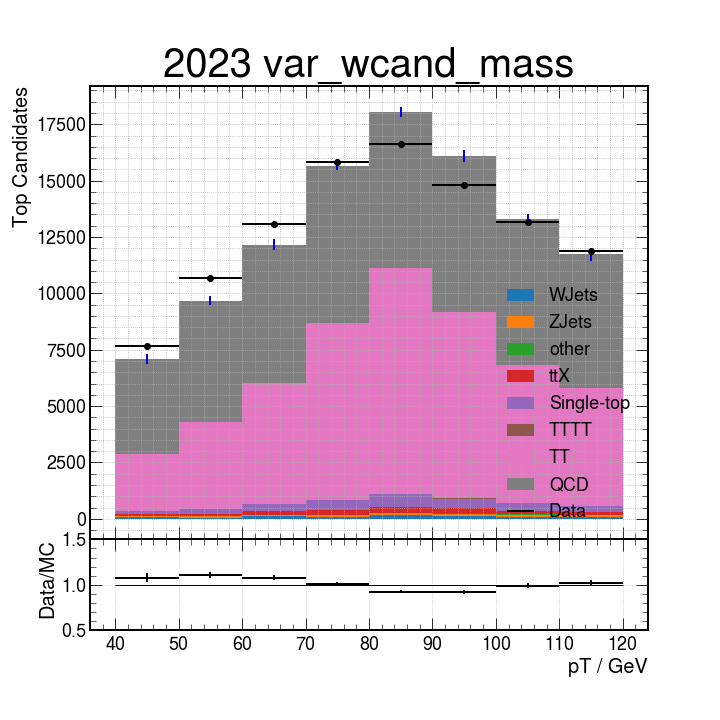 2023 var_wcand_mass
Top Candidates
17500
15000
12500
10000
7500
5000
2500
0
WJets
ZJets
other
ttX
Single-top
TTTT
TT
QCD
Data
Data/MC
1.5
1.0
0.5
40 50 60 70 80 90 100 110 120
pT / GeV